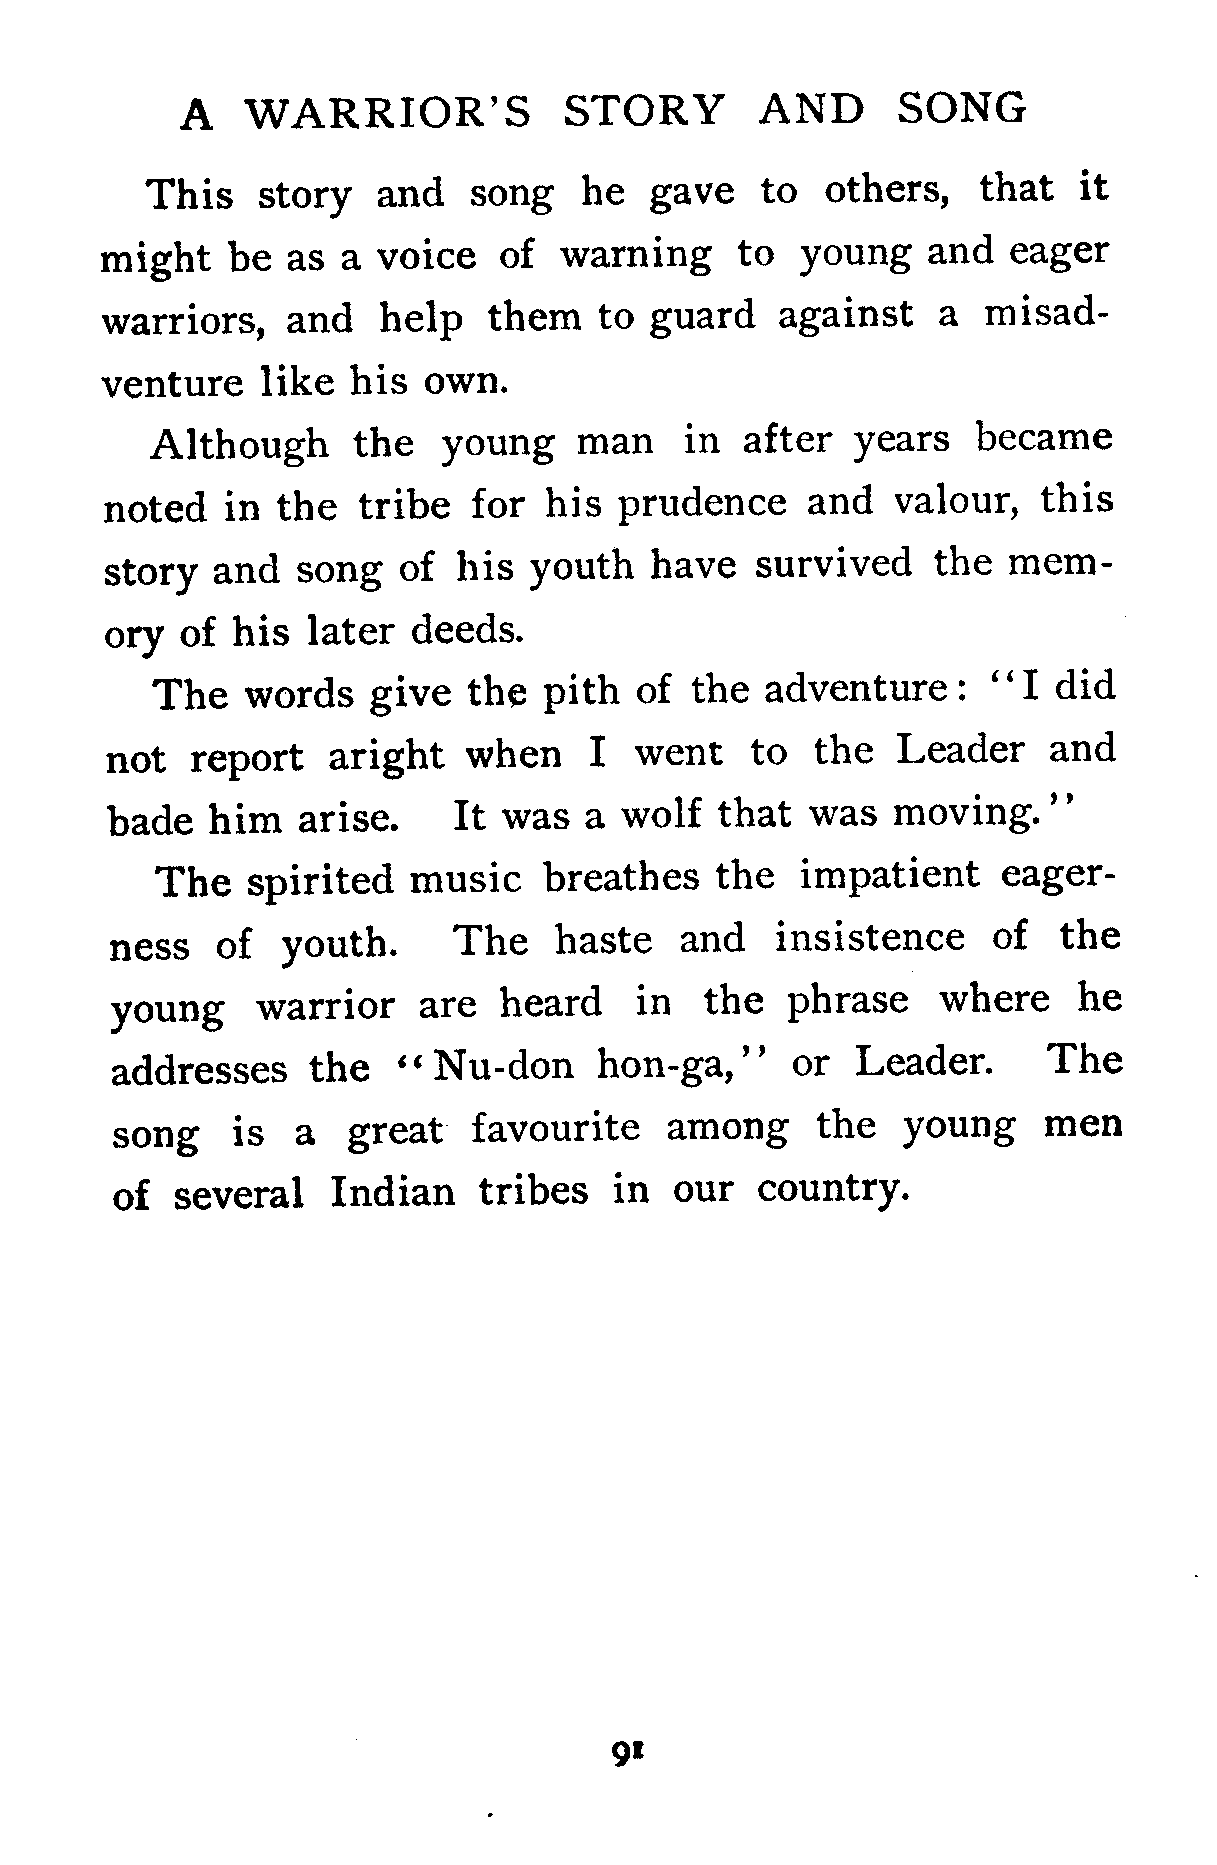 A WARRIOR'S STORY AND SONG
This story and song he gave to others, that it
might be as a voice of warning to young and eager
warriors, and help them to guard against a misad-
venture like his own.
Although the young man in after years became
noted in the tribe for his prudence and valour, this
story and song of his youth have survived the mem-
ory of his later deeds.
The words give the pith of the adventure: "I did
not report aright when I went to the Leader and
bade him arise. It was a wolf that was moving."
The spirited music breathes the impatient eager-
ness of youth. The haste and insistence of the
young warrior are heard in the phrase where he
addresses the "Nu-don hon-ga," or Leader. The
song is a great favourite among the young men
of several Indian tribes in our country.
91